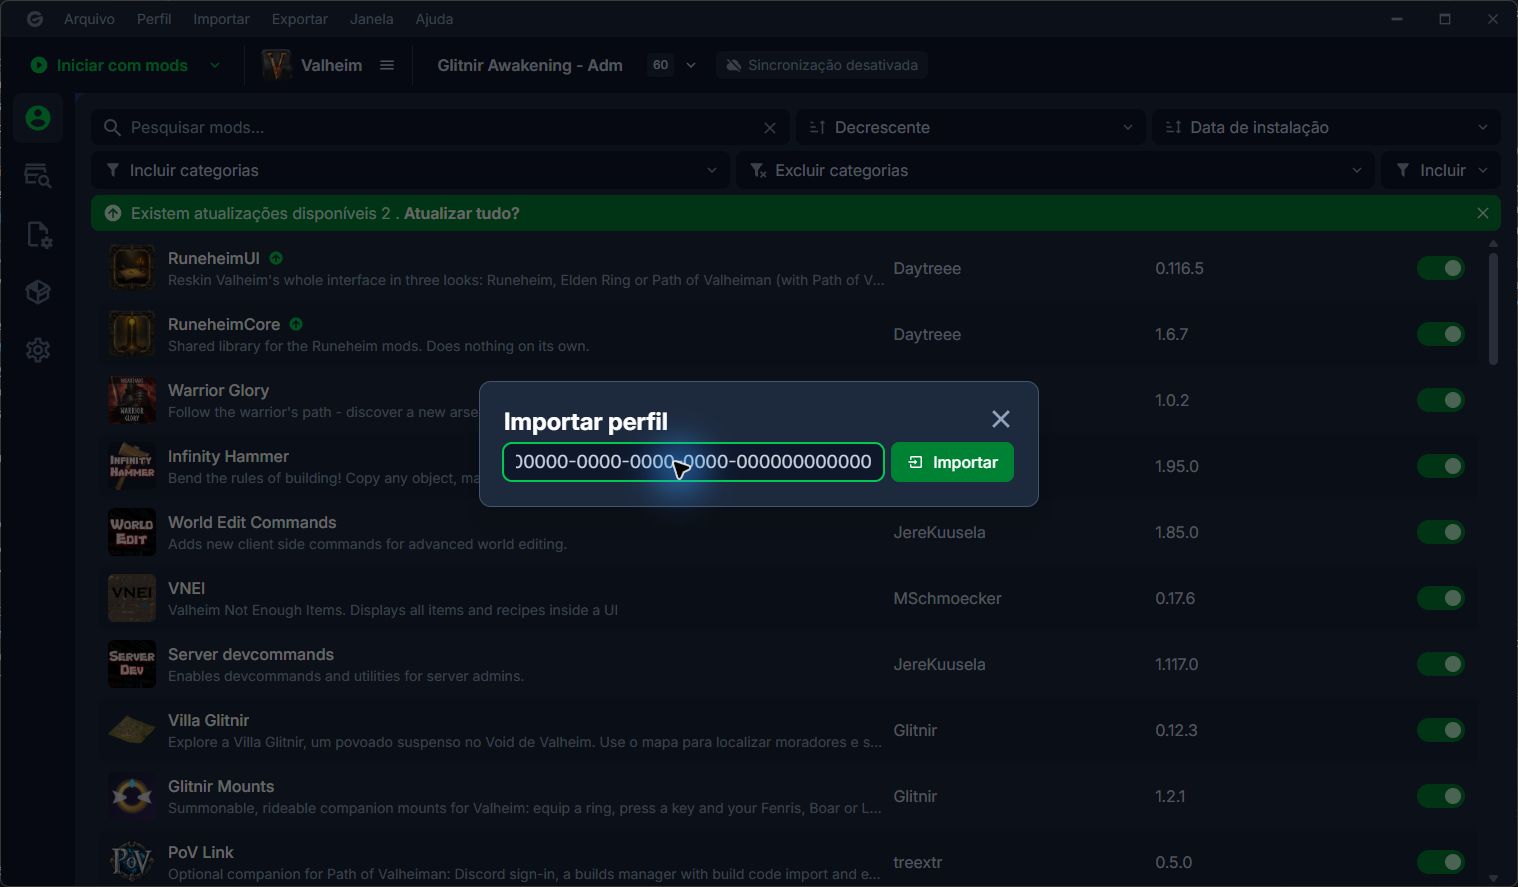 Arquivo Perfil Importar Exportar Janela Ajuda
Iniciar com mods Valheim Glitnir Awakening - Adm 60 Sincronização desativada
Pesquisar mods... Decrescente Data de instalação
Incluir categorias Excluir categorias Incluir
Existem atualizações disponíveis 2 . Atualizar tudo?
RuneheimUI
Reskin Valheim's whole interface in three looks: Runeheim, Elden Ring or Path of Valheiman (with Path of V...
Daytreee 0.116.5
RuneheimCore
Shared library for the Runeheim mods. Does nothing on its own.
Daytreee 1.6.7
WARRIOR GLORY
Warrior Glory
Follow the warrior's path - discover a new arse
1.0.2
Importar perfil
00000-0000-0000-0000-000000000000 Importar
INFINITY HAMMER
Infinity Hammer
Bend the rules of building! Copy any object, ma
1.95.0
WORLD EDIT
World Edit Commands
Adds new client side commands for advanced world editing.
JereKuusela 1.85.0
VNEI
VNEI
Valheim Not Enough Items. Displays all items and recipes inside a UI
MSchmoecker 0.17.6
SERVER DEV
Server devcommands
Enables devcommands and utilities for server admins.
JereKuusela 1.117.0
Villa Glitnir
Explore a Villa Glitnir, um povoado suspenso no Void de Valheim. Use o mapa para localizar moradores e s...
Glitnir 0.12.3
Glitnir Mounts
Summonable, rideable companion mounts for Valheim: equip a ring, press a key and your Fenris, Boar or L...
Glitnir 1.2.1
PoV
PoV Link
Optional companion for Path of Valheiman: Discord sign-in, a builds manager with build code import and e...
treextr 0.5.0